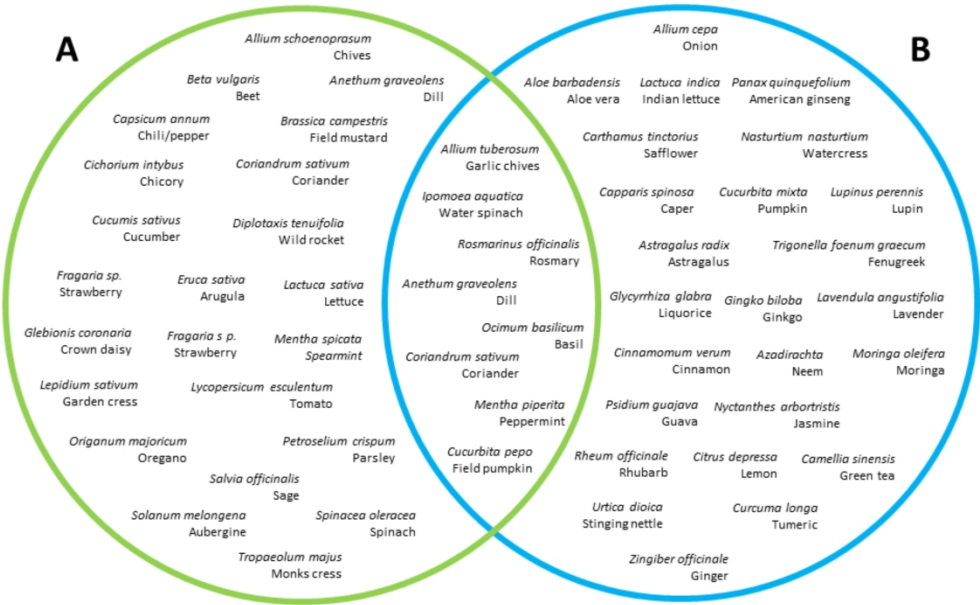 A
Allium schoenoprasum
Chives
Beta vulgaris
Beet
Anethum graveolens
Dill
Capsicum annum
Chili/pepper
Brassica campestris
Field mustard
Cichorium intybus
Chicory
Coriandrum sativum
Coriander
Cucumis sativus
Cucumber
Diplotaxis tenuifolia
Wild rocket
Fragaria sp.
Strawberry
Eruca sativa
Arugula
Lactuca sativa
Lettuce
Glebionis coronaria
Crown daisy
Fragaria s p.
Strawberry
Mentha spicata
Spearmint
Lepidium sativum
Garden cress
Lycopersicum esculentum
Tomato
Origanum majoricum
Oregano
Petroselium crispum
Parsley
Salvia officinalis
Sage
Solanum melongena
Aubergine
Spinacea oleracea
Spinach
Tropaeolum majus
Monks cress
Allium tuberosum
Garlic chives
Ipomoea aquatica
Water spinach
Rosmarinus officinalis
Rosmary
Anethum graveolens
Dill
Ocimum basilicum
Basil
Coriandrum sativum
Coriander
Mentha piperita
Peppermint
Cucurbita pepo
Field pumpkin
B
Allium cepa
Onion
Aloe barbadensis
Aloe vera
Lactuca indica
Indian lettuce
Panax quinquefolium
American ginseng
Carthamus tinctorius
Safflower
Nasturtium nasturtium
Watercress
Capparis spinosa
Caper
Cucurbita mixta
Pumpkin
Lupinus perennis
Lupin
Astragalus radix
Astragalus
Trigonella foenum graecum
Fenugreek
Glycyrrhiza glabra
Liquorice
Gingko biloba
Ginkgo
Lavendula angustifolia
Lavender
Cinnamomum verum
Cinnamon
Azadirachta
Neem
Moringa oleifera
Moringa
Psidium guajava
Guava
Nyctanthes arbortristis
Jasmine
Rheum officinale
Rhubarb
Citrus depressa
Lemon
Camellia sinensis
Green tea
Urtica dioica
Stinging nettle
Curcuma longa
Tumeric
Zingiber officinale
Ginger